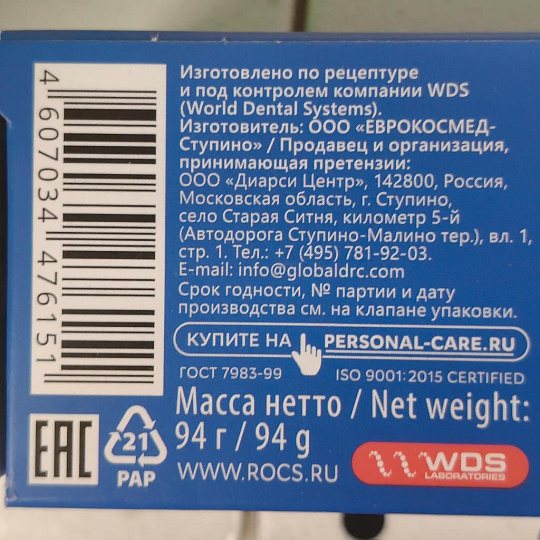 4 607034 476151
Изготовлено по рецептуре
и под контролем компании WDS
(World Dental Systems).
Изготовитель: ООО «ЕВРОКОСМЕД-
Ступино» / Продавец и организация,
принимающая претензии:
ООО «Диарси Центр», 142800, Россия,
Московская область, г. Ступино,
село Старая Ситня, километр 5-й
(Автодорога Ступино-Малино тер.), вл. 1,
стр. 1. Тел.: +7 (495) 781-92-03.
E-mail: info@globaldrc.com
Срок годности, № партии и дату
производства см. на клапане упаковки.
КУПИТЕ НА PERSONAL-CARE.RU
ГОСТ 7983-99 ISO 9001:2015 CERTIFIED
Масса нетто / Net weight:
94 г / 94 g
WWW.ROCS.RU
EAC
21
PAP
WDS
LABORATORIES